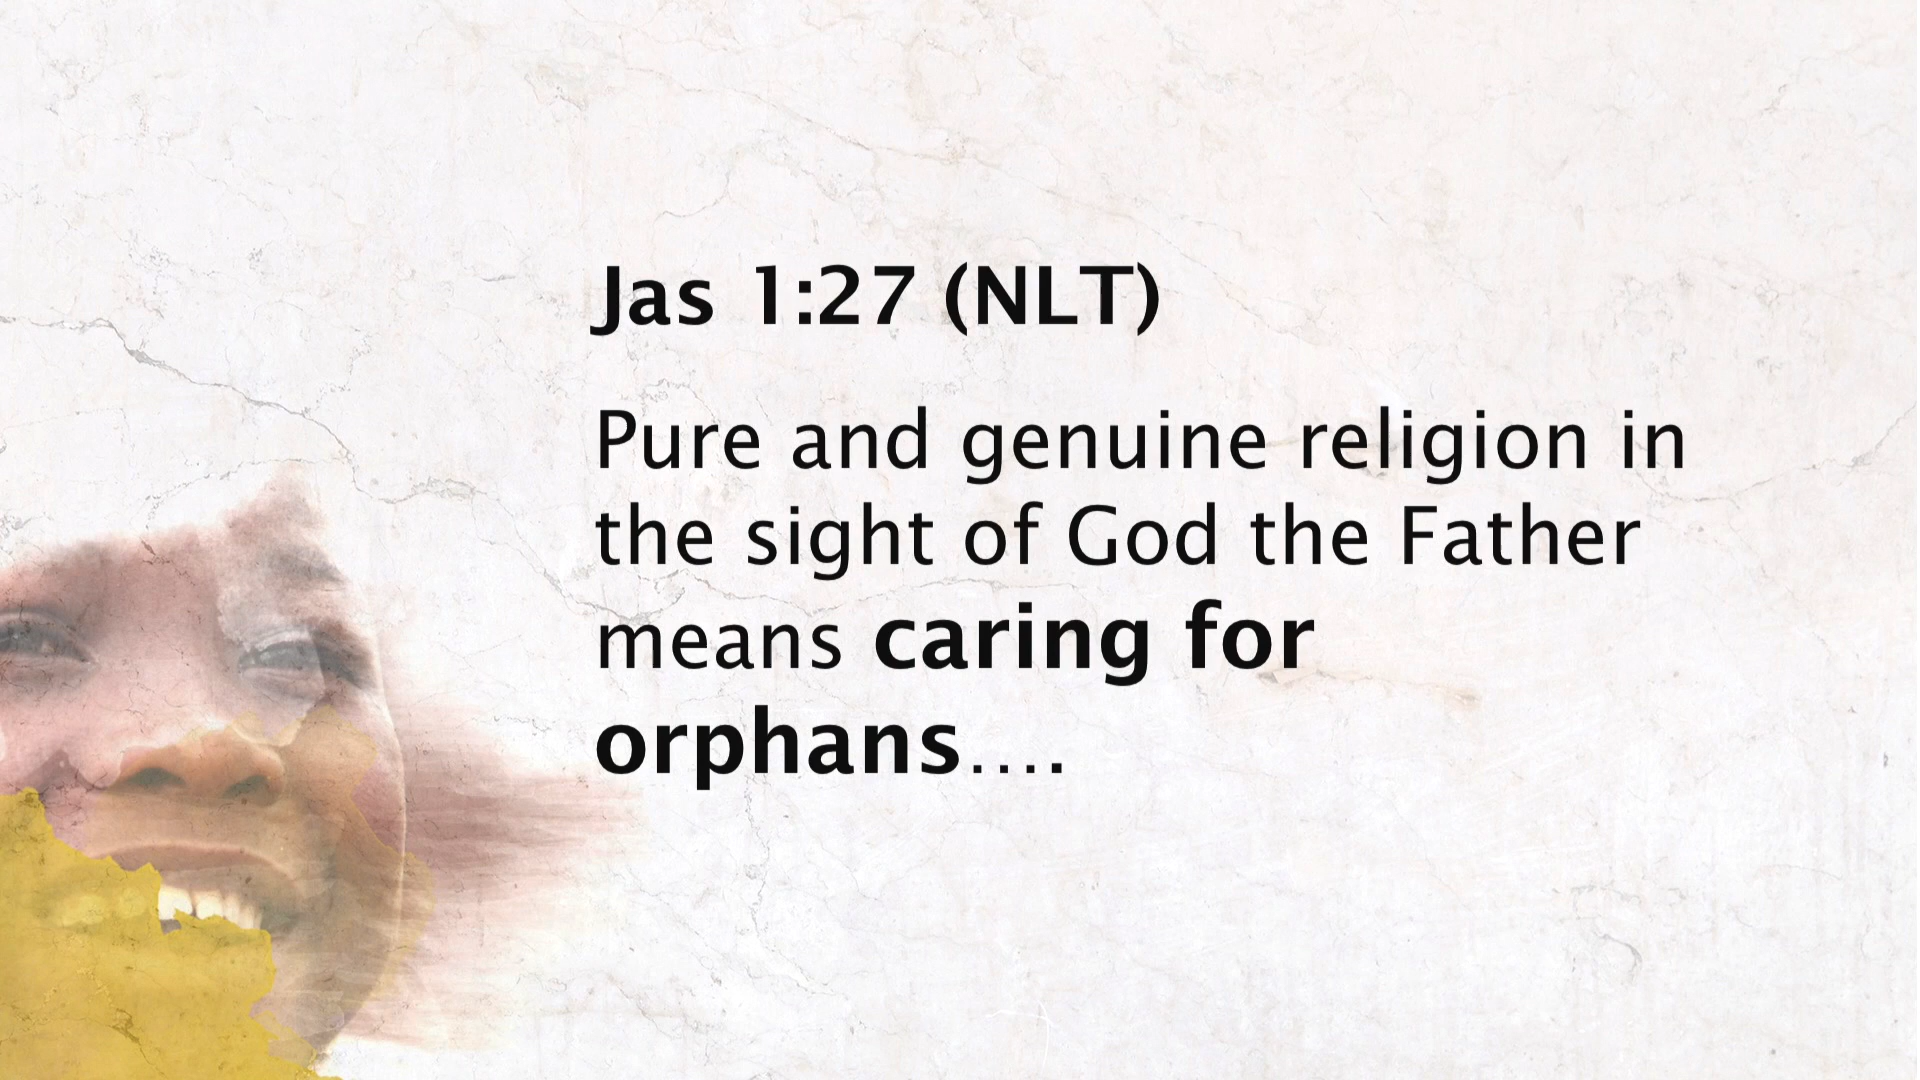 Jas 1:27 (NLT)
Pure and genuine religion in
the sight of God the Father
means caring for
orphans....